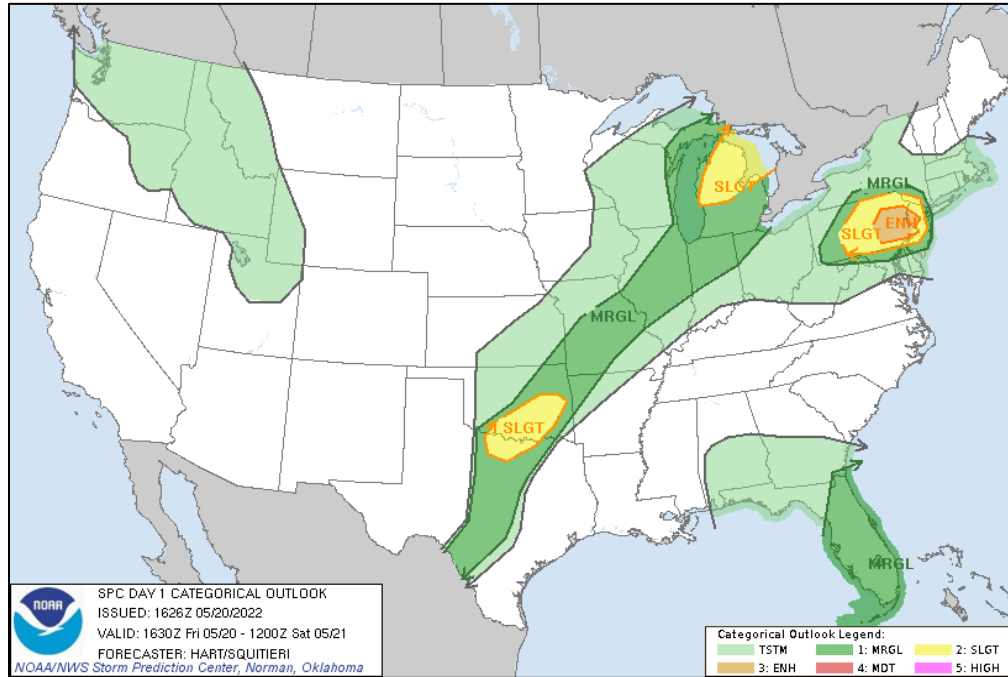 SLGT
MRGL
SLGT
ENH
MRGL
SLGT
MRGL
NOAA
SPC DAY 1 CATEGORICAL OUTLOOK
ISSUED: 1626Z 05/20/2022
VALID: 1630Z Fri 05/20 - 1200Z Sat 05/21
FORECASTER: HART/SQUITIERI
NOAA/NWS Storm Prediction Center, Norman, Oklahoma
Categorical Outlook Legend:
TSTM 1: MRGL 2: SLGT
3: ENH 4: MDT 5: HIGH